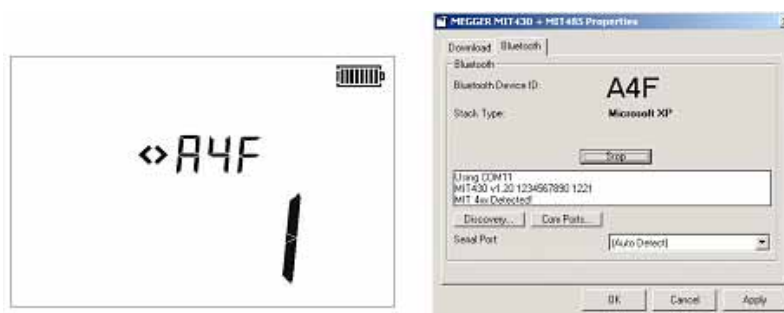 <> A4F
1
MEGGER MIT430 + MIT485 Properties
Download Bluetooth
Bluetooth
Bluetooth Device ID: A4F
Stack Type: Microsoft XP
Stop
Using COM11
MIT430 v1.20 1234567890 1221
MIT 4xx Detected!
Discovery... Com Ports...
Serial Port (Auto Detect)
OK Cancel Apply